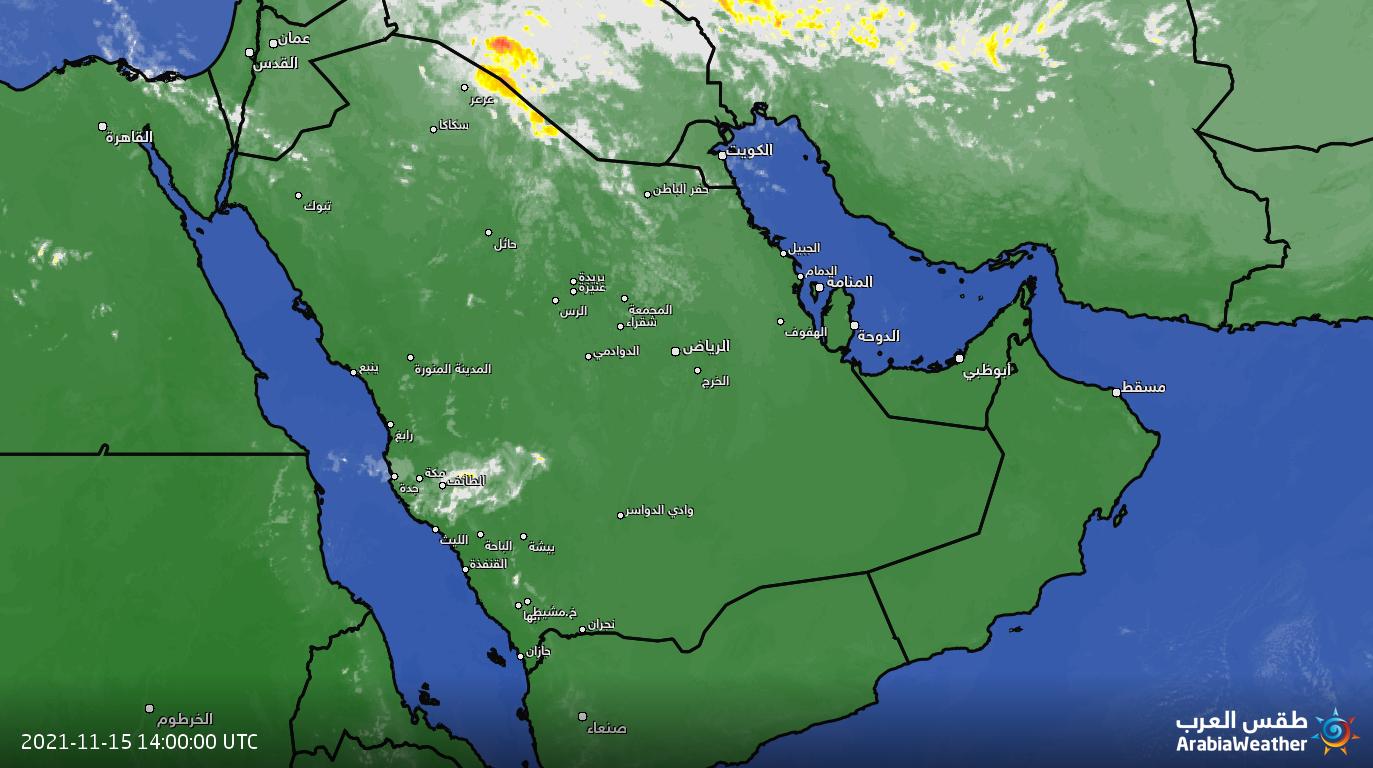 عمان
القدس
عرعر
سكاكا
القاهرة
الكويت
حفر الباطن
تبوك
حائل
الجبيل
الدمام
المنامة
بريدة
عنيزة
الرس
المجمعة
شقراء
الهفوف
الدوحة
الرياض
الدوادمي
المدينة المنورة
ينبع
أبوظبي
الخرج
مسقط
رابغ
مكة
الطائف
جدة
وادي الدواسر
الليث
الباحة
بيشة
القنفذة
خ.مشيط
أبها
نجران
جازان
الخرطوم
صنعاء
طقس العرب
ArabiaWeather
2021-11-15 14:00:00 UTC